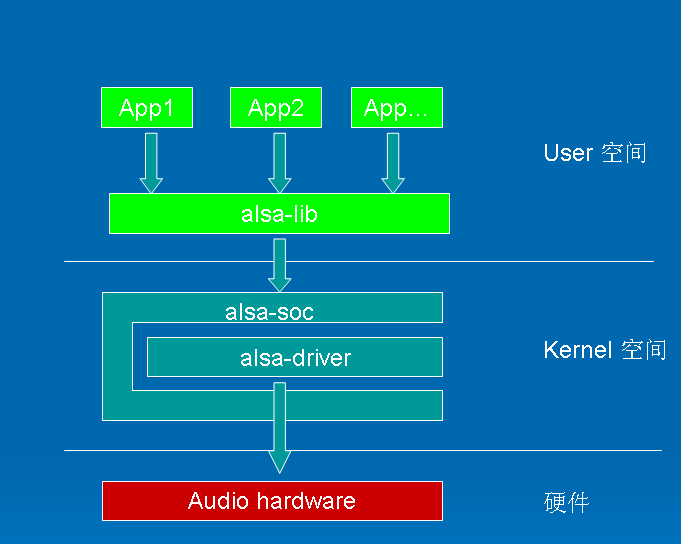 App1
App2
App...
User 空间
alsa-lib
alsa-soc
alsa-driver
Kernel 空间
Audio hardware
硬件